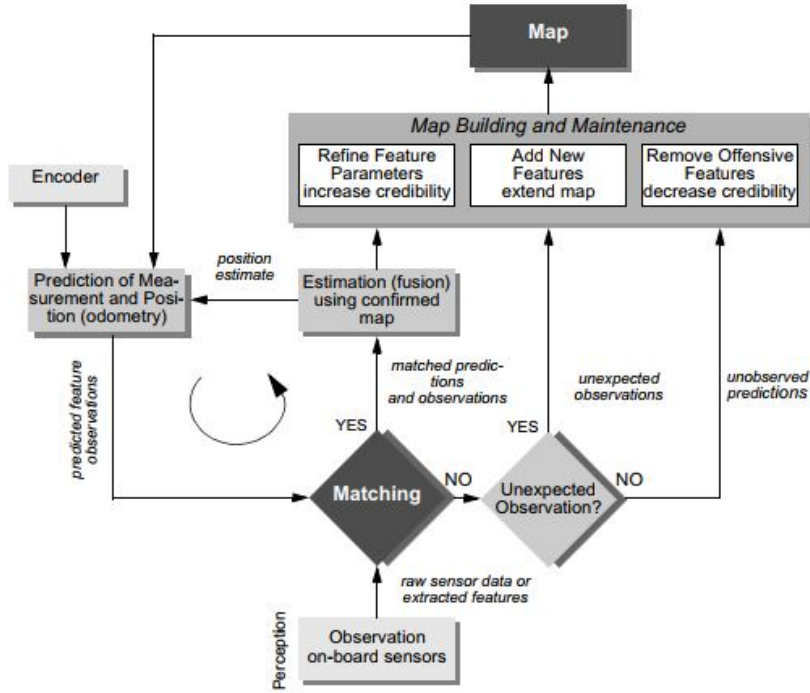 Map
Map Building and Maintenance
Refine Feature
Parameters
increase credibility
Add New
Features
extend map
Remove Offensive
Features
decrease credibility
Encoder
position
estimate
Prediction of Mea-
surement and Posi-
tion (odometry)
Estimation (fusion)
using confirmed
map
predicted feature
observations
matched predic-
tions
and observations
unexpected
observations
unobserved
predictions
YES
YES
Matching
NO
Unexpected
Observation?
NO
raw sensor data or
extracted features
Perception
Observation
on-board sensors